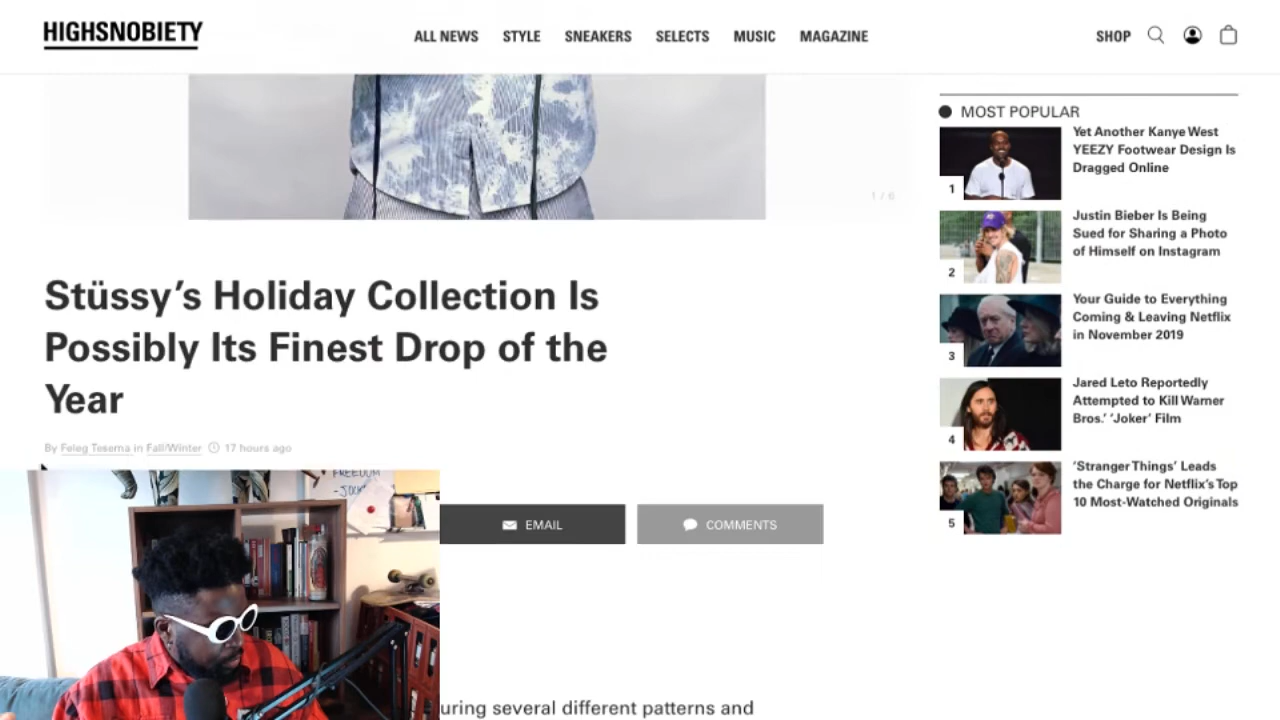 HIGHSNOBIETY
ALL NEWS STYLE SNEAKERS SELECTS MUSIC MAGAZINE
SHOP
1 / 6
Stüssy's Holiday Collection Is
Possibly Its Finest Drop of the
Year
By Feleg Tesema in Fall/Winter 17 hours ago
FREEDOM
EMAIL
COMMENTS
uring several different patterns and
MOST POPULAR
1
Yet Another Kanye West
YEEZY Footwear Design Is
Dragged Online
2
Justin Bieber Is Being
Sued for Sharing a Photo
of Himself on Instagram
3
Your Guide to Everything
Coming & Leaving Netflix
in November 2019
4
Jared Leto Reportedly
Attempted to Kill Warner
Bros.' 'Joker' Film
5
'Stranger Things' Leads
the Charge for Netflix's Top
10 Most-Watched Originals